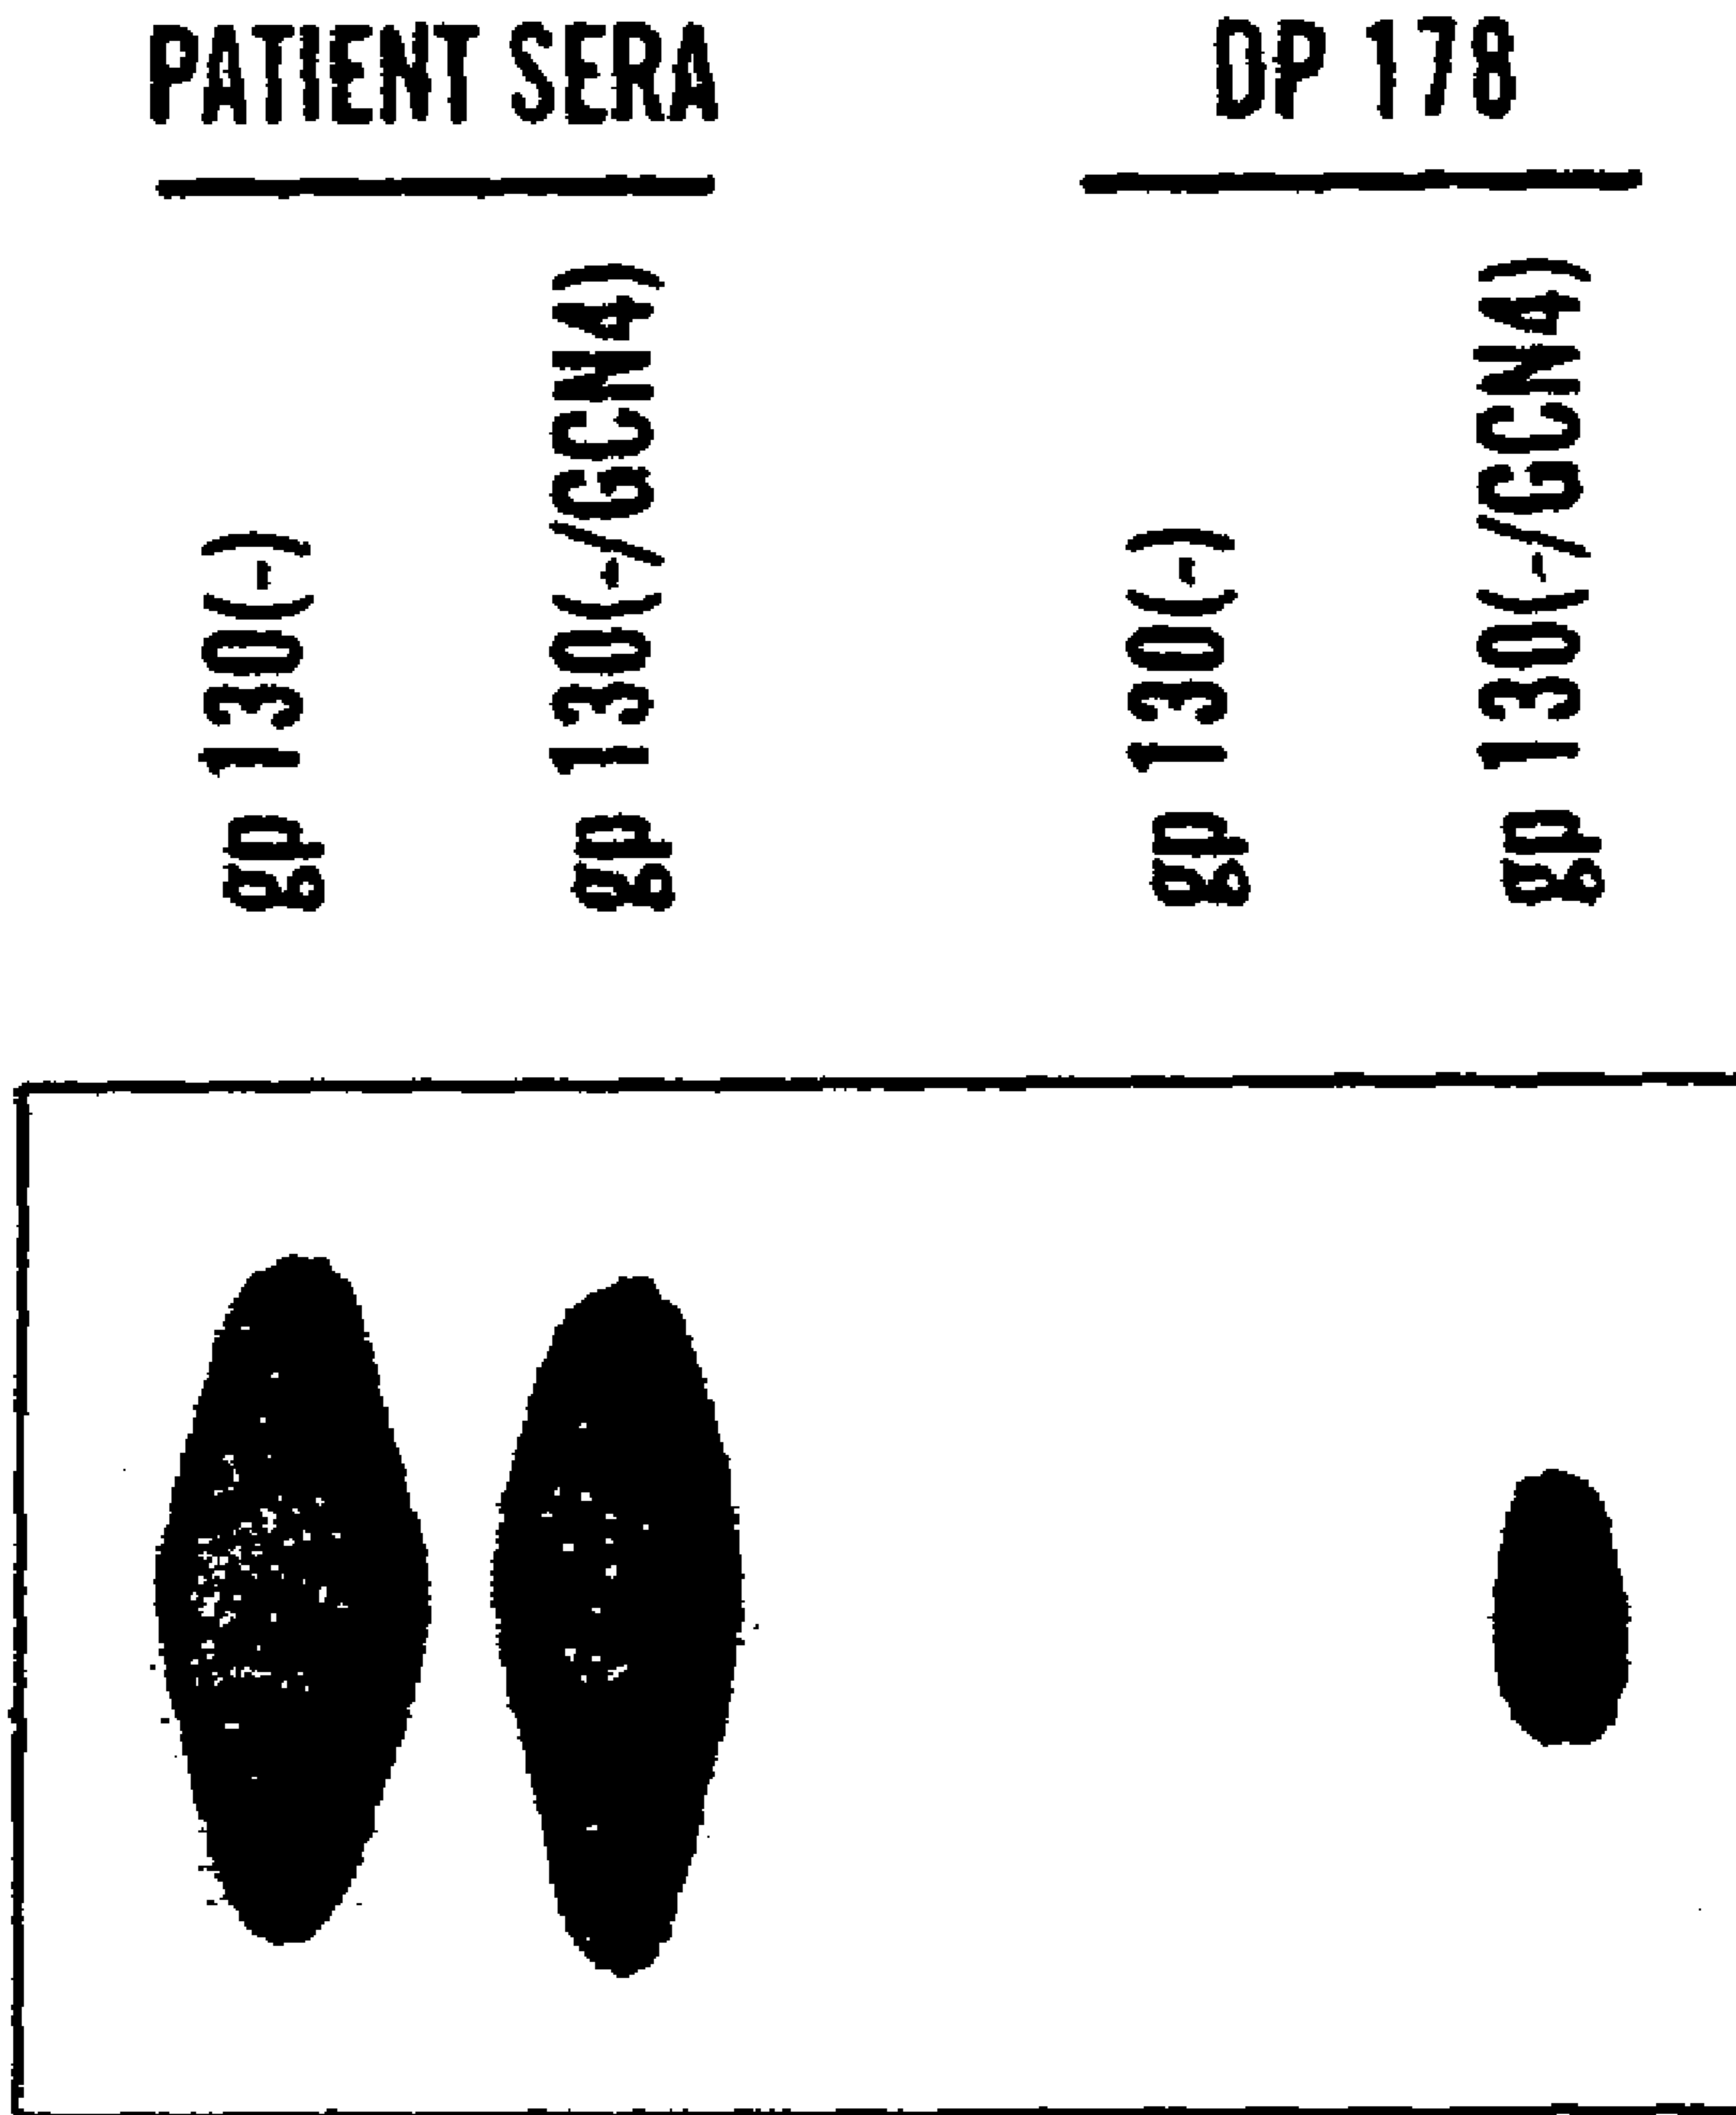 PATIENT SERA
DP 178
gp 130(-)
gp 130(-/GCN4)
gp 130(-)
gp 130(-/GCN4)